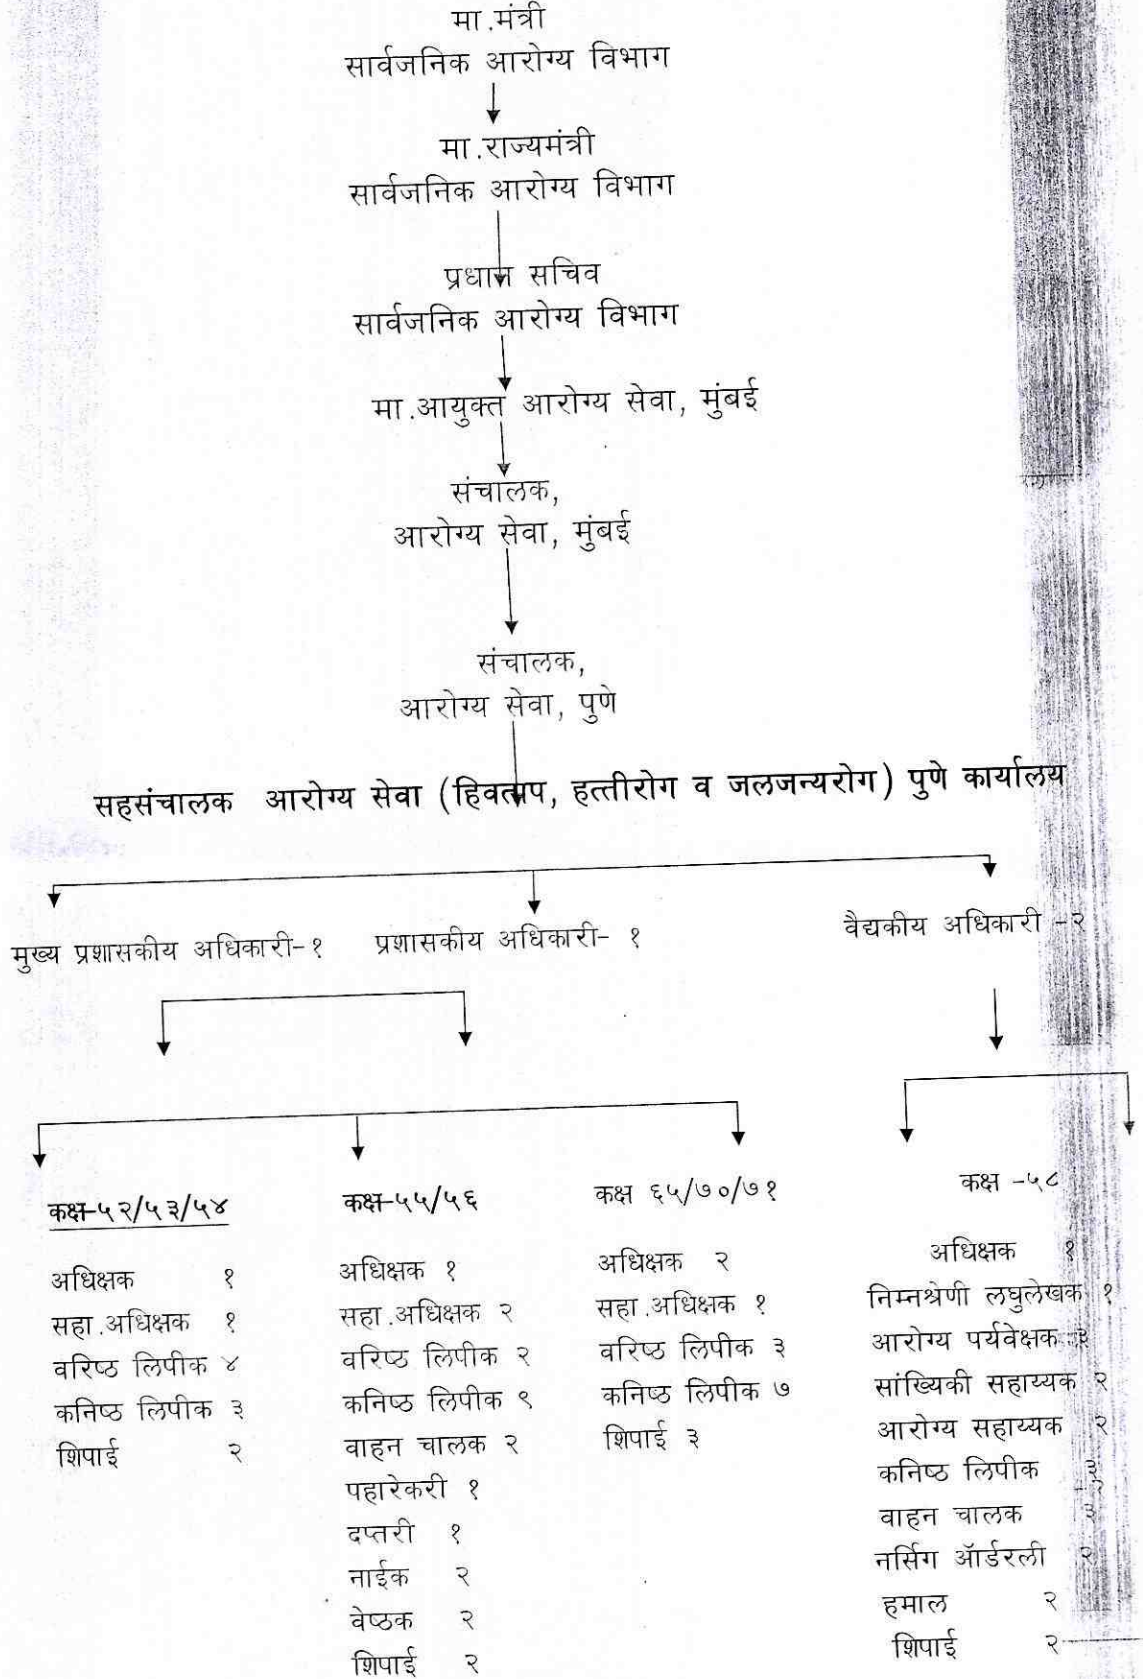 मा.मंत्री
सार्वजनिक आरोग्य विभाग
मा.राज्यमंत्री
सार्वजनिक आरोग्य विभाग
प्रधान सचिव
सार्वजनिक आरोग्य विभाग
मा.आयुक्त आरोग्य सेवा, मुंबई
संचालक,
आरोग्य सेवा, मुंबई
संचालक,
आरोग्य सेवा, पुणे
सहसंचालक आरोग्य सेवा (हिवताप, हत्तीरोग व जलजन्यरोग) पुणे कार्यालय
मुख्य प्रशासकीय अधिकारी-१
प्रशासकीय अधिकारी- १
वैद्यकीय अधिकारी -२
कक्ष-५२/५३/५४
अधिक्षक १
सहा.अधिक्षक १
वरिष्ठ लिपीक ४
कनिष्ठ लिपीक ३
शिपाई २
कक्ष-५५/५६
अधिक्षक १
सहा.अधिक्षक २
वरिष्ठ लिपीक २
कनिष्ठ लिपीक ९
वाहन चालक २
पहारेकरी १
दप्तरी १
नाईक २
वेष्ठक २
शिपाई २
कक्ष ६५/७०/७१
अधिक्षक २
सहा.अधिक्षक १
वरिष्ठ लिपीक ३
कनिष्ठ लिपीक ७
शिपाई ३
कक्ष -५८
अधिक्षक १
निम्नश्रेणी लघुलेखक १
आरोग्य पर्यवेक्षक ३
सांख्यिकी सहाय्यक २
आरोग्य सहाय्यक २
कनिष्ठ लिपीक ३
वाहन चालक ३
नर्सिग ऑर्डरली २
हमाल २
शिपाई २